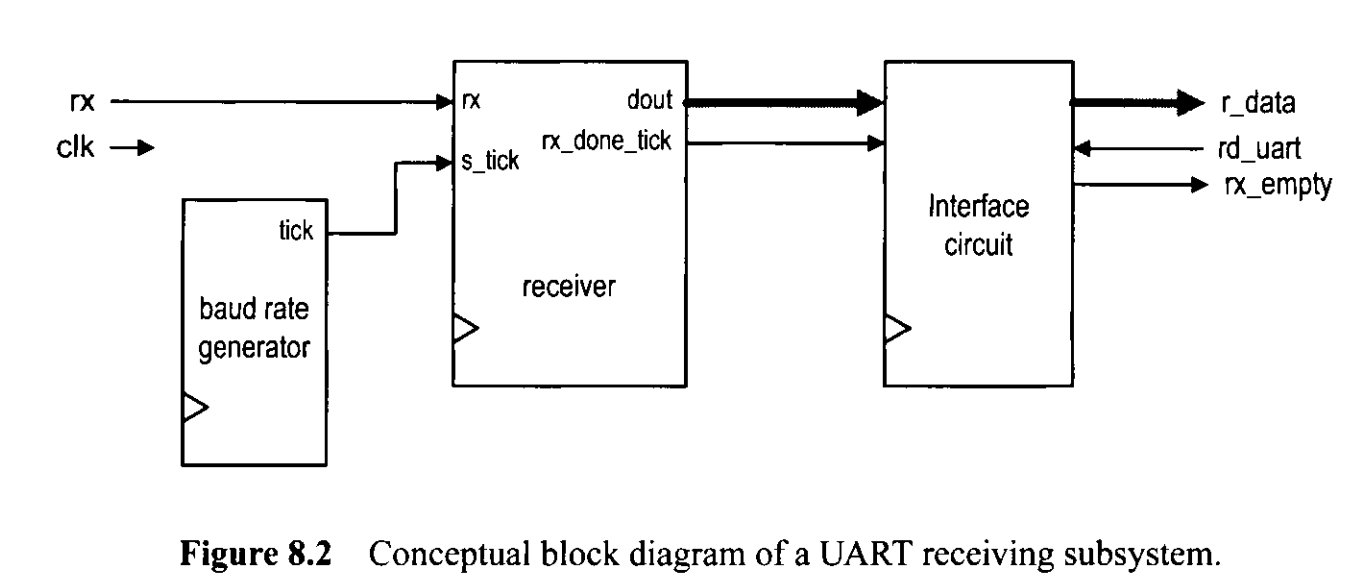 rx
clk
rx
dout
r_data
rx_done_tick
rd_uart
s_tick
rx_empty
tick
Interface
circuit
receiver
baud rate
generator
Figure 8.2 Conceptual block diagram of a UART receiving subsystem.